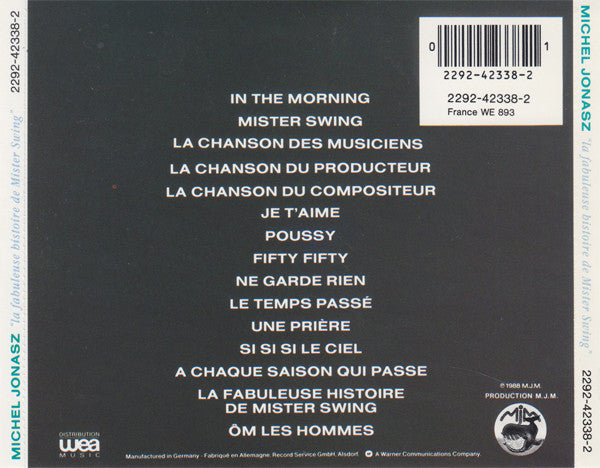 MICHEL JONASZ "la fabuleuse histoire de Mister Swing" 2292-42338-2
0 1
2292-42338-2
2292-42338-2
France WE 893
IN THE MORNING
MISTER SWING
LA CHANSON DES MUSICIENS
LA CHANSON DU PRODUCTEUR
LA CHANSON DU COMPOSITEUR
JE T'AIME
POUSSY
FIFTY FIFTY
NE GARDE RIEN
LE TEMPS PASSÉ
UNE PRIÈRE
SI SI SI LE CIEL
A CHAQUE SAISON QUI PASSE
LA FABULEUSE HISTOIRE
DE MISTER SWING
ÔM LES HOMMES
DISTRIBUTION
wea
MUSIC
℗ 1988 M.J.M.
PRODUCTION M.J.M.
MJM
Manufactured in Germany · Fabriqué en Allemagne. Record Service GmbH, Alsdorf.
A Warner Communications Company.
MICHEL JONASZ "la fabuleuse histoire de Mister Swing" 2292-42338-2